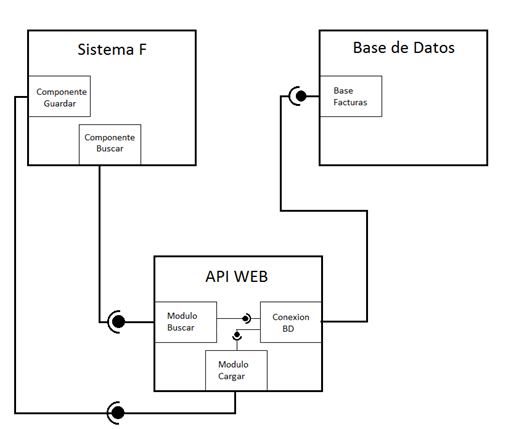 Sistema F
Componente
Guardar
Componente
Buscar
Base de Datos
Base
Facturas
API WEB
Modulo
Buscar
Conexion
BD
Modulo
Cargar